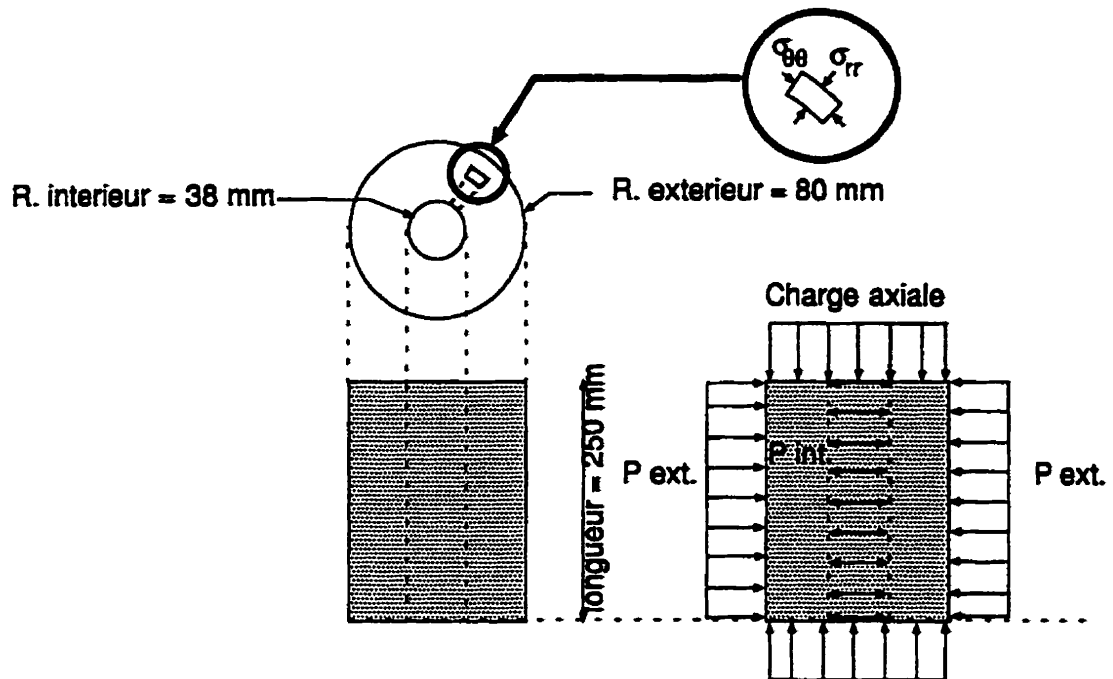 σθθ σrr
R. interieur = 38 mm
R. exterieur = 80 mm
Charge axiale
longueur = 250 mm
P ext.
P int.
P ext.